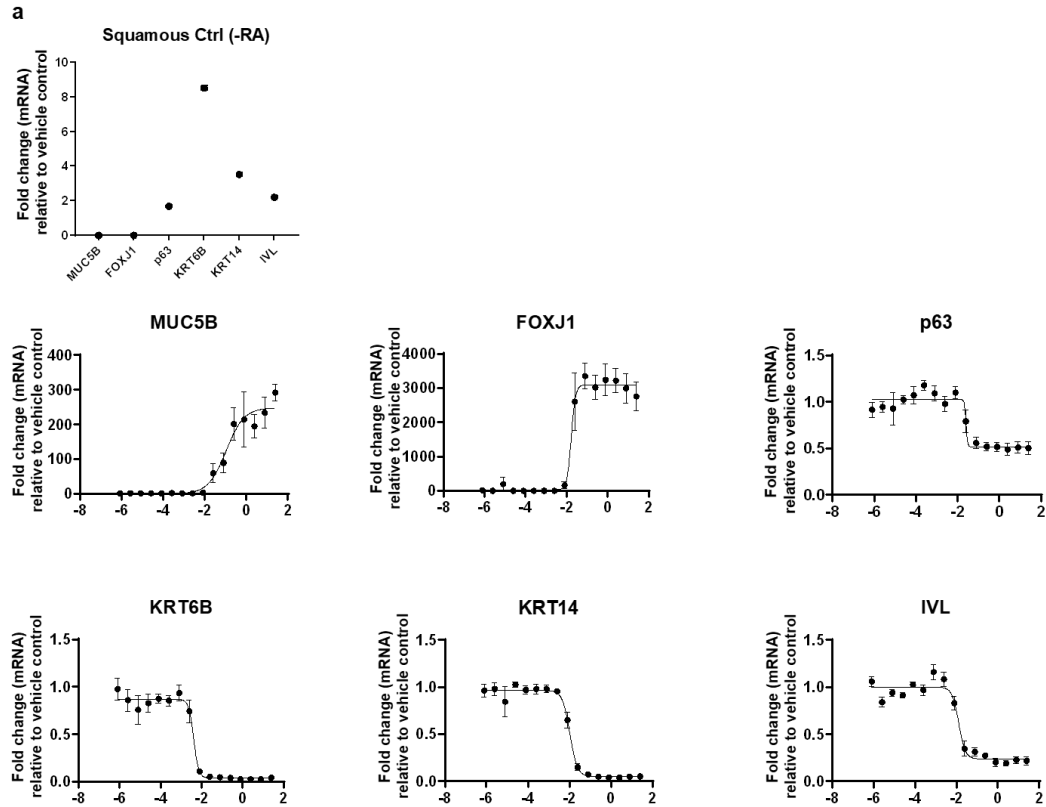 a
Squamous Ctrl (-RA)
Fold change (mRNA)
relative to vehicle control
10
8
6
4
2
0
MUC5B
FOXJ1
p63
KRT6B
KRT14
IVL
MUC5B
Fold change (mRNA)
relative to vehicle control
400
300
200
100
0
-8 -6 -4 -2 0 2
FOXJ1
Fold change (mRNA)
relative to vehicle control
4000
3000
2000
1000
0
-8 -6 -4 -2 0 2
p63
Fold change (mRNA)
relative to vehicle control
1.5
1.0
0.5
0.0
-8 -6 -4 -2 0 2
KRT6B
Fold change (mRNA)
relative to vehicle control
1.5
1.0
0.5
0.0
-8 -6 -4 -2 0 2
KRT14
Fold change (mRNA)
relative to vehicle control
1.5
1.0
0.5
0.0
-8 -6 -4 -2 0 2
IVL
Fold change (mRNA)
relative to vehicle control
1.5
1.0
0.5
0.0
-8 -6 -4 -2 0 2